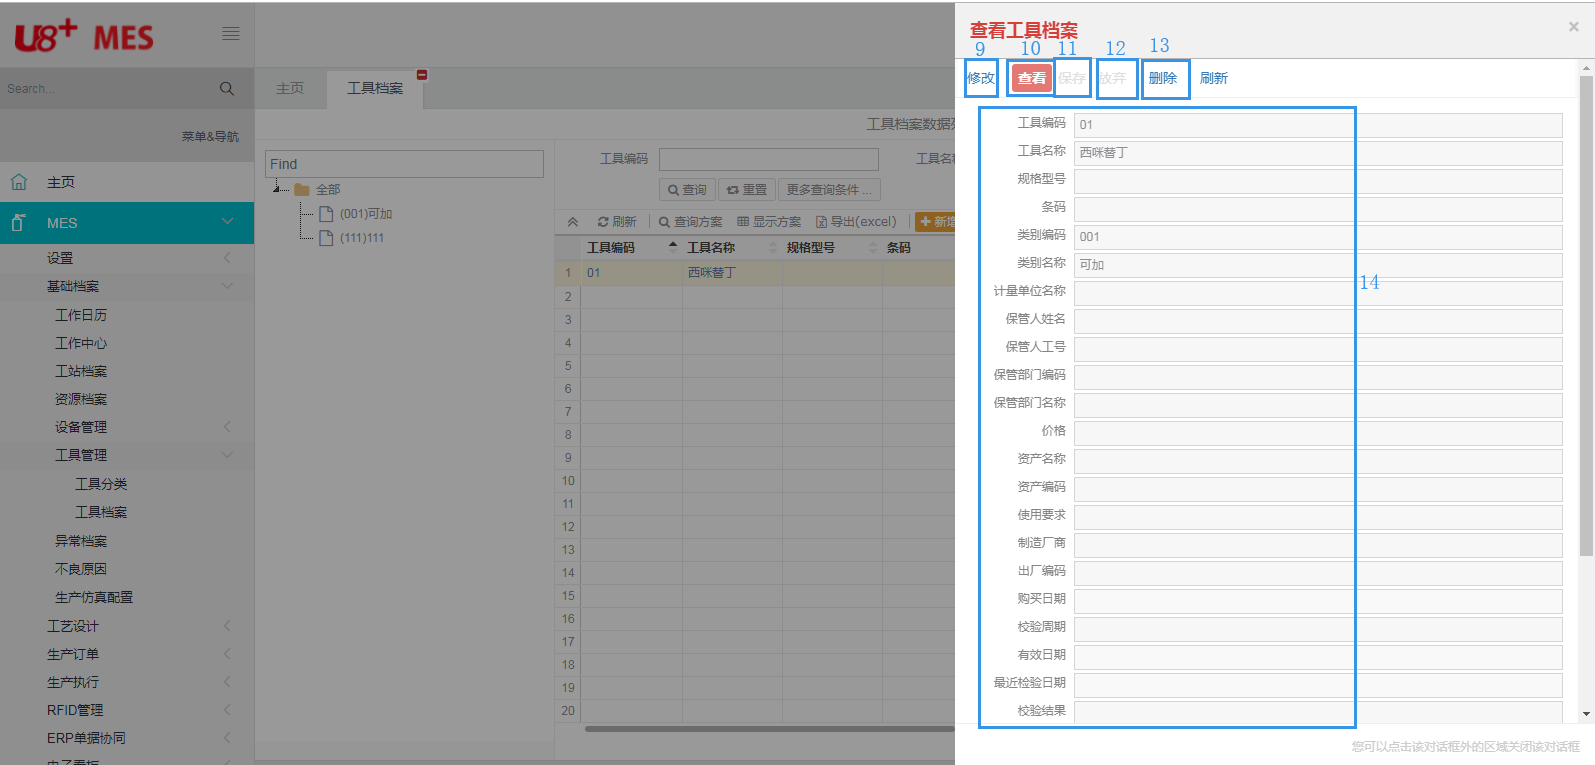 U8+ MES
Search...
菜单&导航
主页
MES
设置
基础档案
工作日历
工作中心
工站档案
资源档案
设备管理
工具管理
工具分类
工具档案
异常档案
不良原因
生产仿真配置
工艺设计
生产订单
生产执行
RFID管理
ERP单据协同
电子看板
主页 工具档案
工具档案数据
Find
全部
(001)可加
(111)111
工具编码 工具名
查询 重置 更多查询条件 ...
刷新 查询方案 显示方案 导出(excel) 新增
工具编码 工具名称 规格型号 条码
1 01 西咪替丁
2
3
4
5
6
7
8
9
10
11
12
13
14
15
16
17
18
19
20
查看工具档案 ×
9 10 11 12 13
修改 查看 保存 放弃 删除 刷新
工具编码 01
工具名称 西咪替丁
规格型号
条码
类别编码 001
类别名称 可加
14
计量单位名称
保管人姓名
保管人工号
保管部门编码
保管部门名称
价格
资产名称
资产编码
使用要求
制造厂商
出厂编码
购买日期
校验周期
有效日期
最近检验日期
校验结果
您可以点击该对话框外的区域关闭该对话框